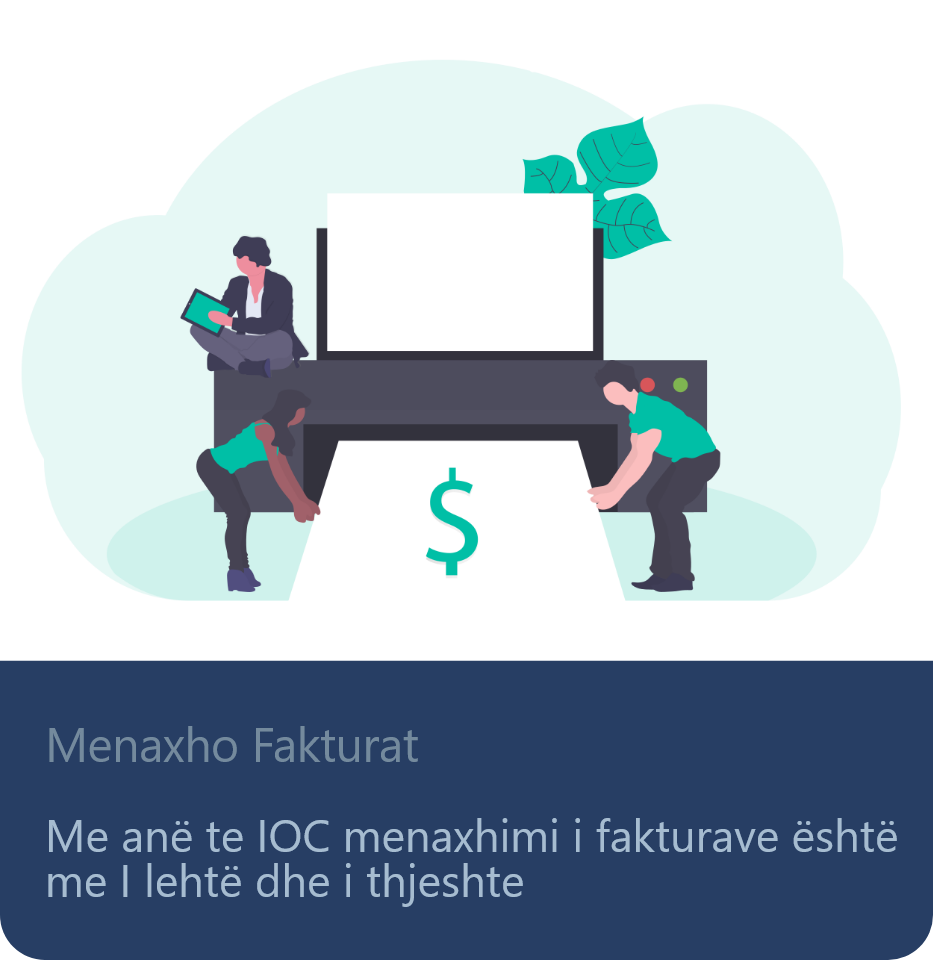 $
Menaxho Fakturat
Me anë te IOC menaxhimi i fakturave është
me I lehtë dhe i thjeshte